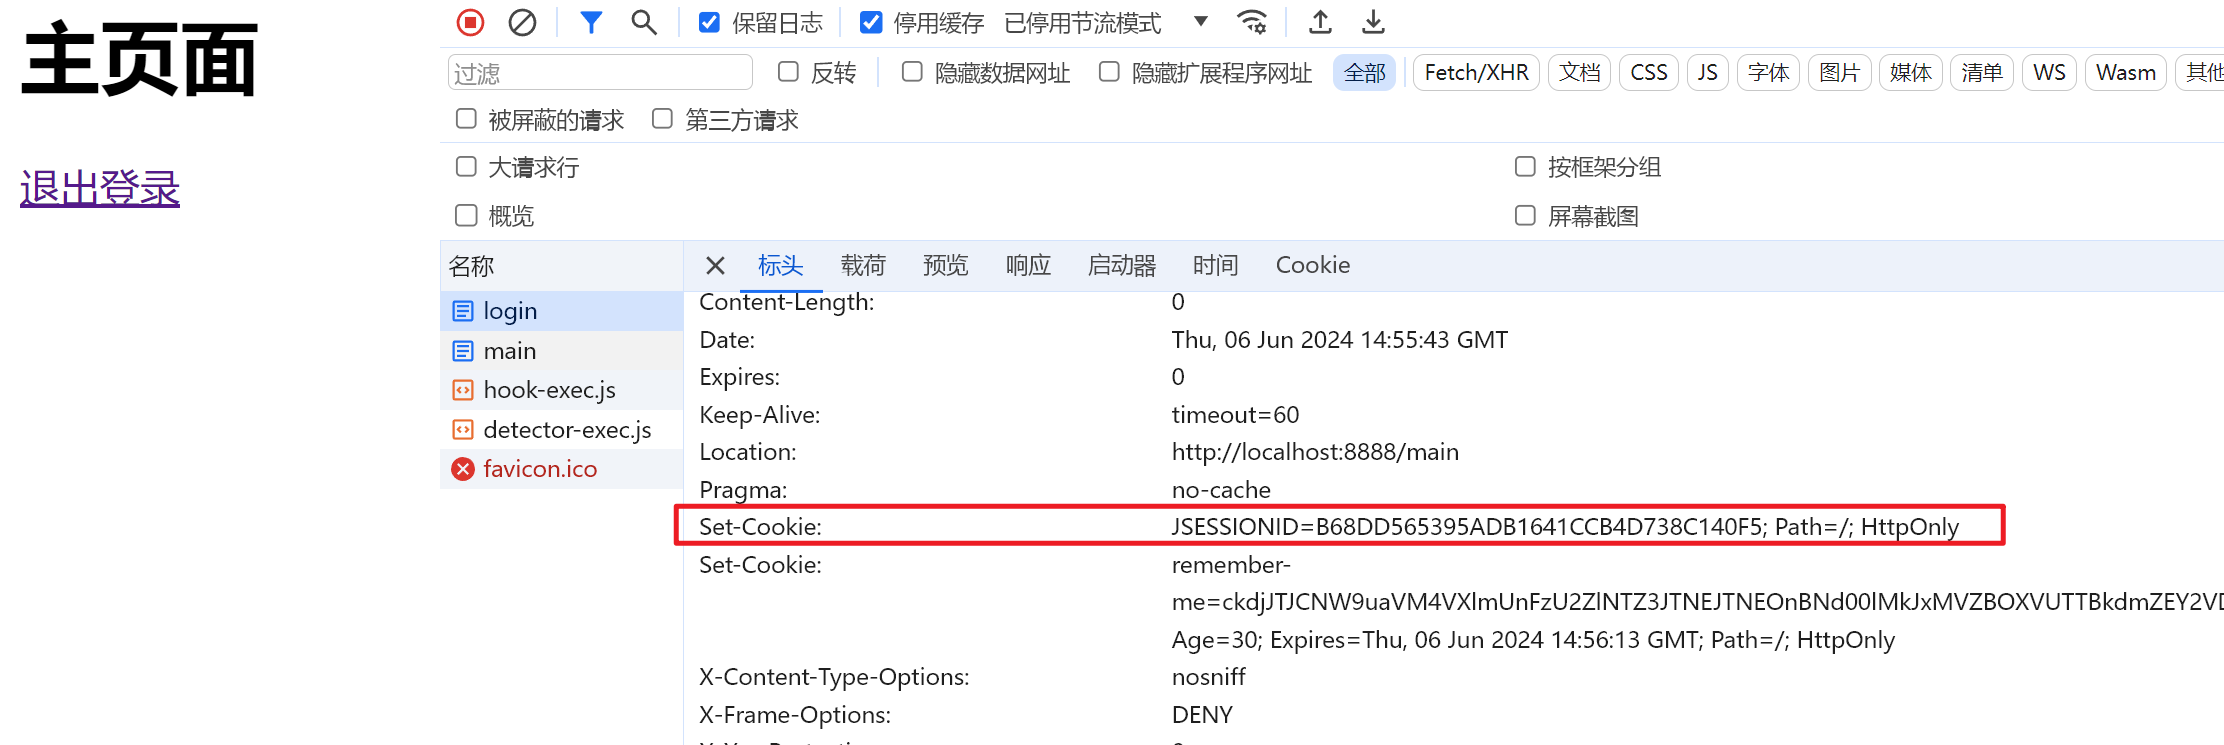 主页面
退出登录
保留日志 停用缓存 已停用节流模式
过滤 反转 隐藏数据网址 隐藏扩展程序网址 全部 Fetch/XHR 文档 CSS JS 字体 图片 媒体 清单 WS Wasm 其他
被屏蔽的请求 第三方请求
大请求行 按框架分组
概览 屏幕截图
名称 标头 载荷 预览 响应 启动器 时间 Cookie
login
main
hook-exec.js
detector-exec.js
favicon.ico
Content-Length: 0
Date: Thu, 06 Jun 2024 14:55:43 GMT
Expires: 0
Keep-Alive: timeout=60
Location: http://localhost:8888/main
Pragma: no-cache
Set-Cookie: JSESSIONID=B68DD565395ADB1641CCB4D738C140F5; Path=/; HttpOnly
Set-Cookie: remember-
Age=30; Expires=Thu, 06 Jun 2024 14:56:13 GMT; Path=/; HttpOnly
X-Content-Type-Options: nosniff
X-Frame-Options: DENY